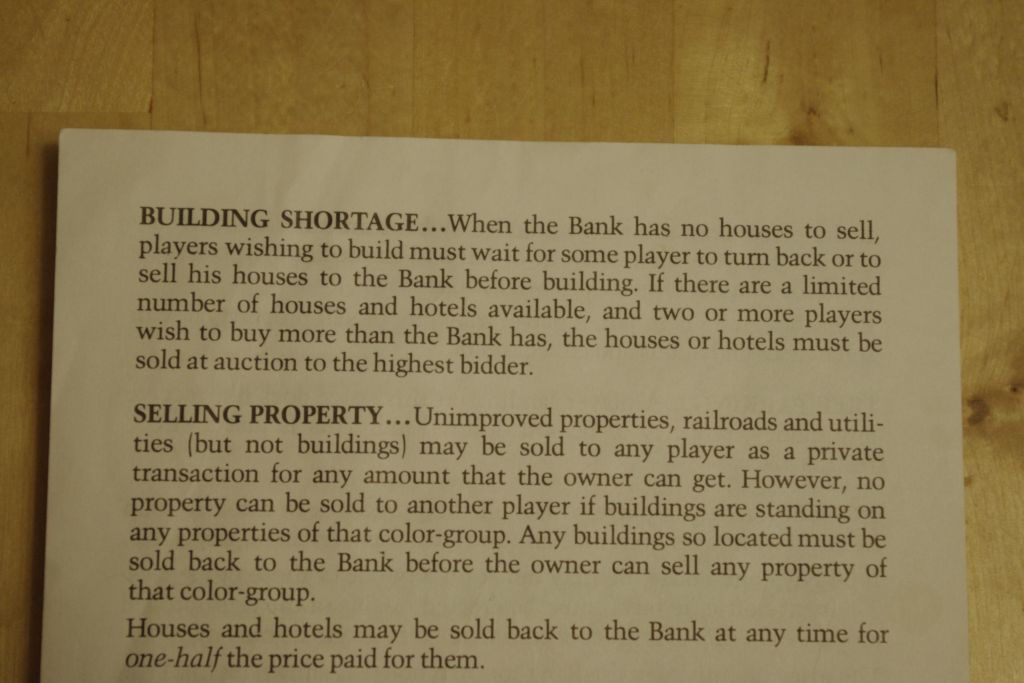 BUILDING SHORTAGE...When the Bank has no houses to sell,
players wishing to build must wait for some player to turn back or to
sell his houses to the Bank before building. If there are a limited
number of houses and hotels available, and two or more players
wish to buy more than the Bank has, the houses or hotels must be
sold at auction to the highest bidder.
SELLING PROPERTY...Unimproved properties, railroads and utili-
ties (but not buildings) may be sold to any player as a private
transaction for any amount that the owner can get. However, no
property can be sold to another player if buildings are standing on
any properties of that color-group. Any buildings so located must be
sold back to the Bank before the owner can sell any property of
that color-group.
Houses and hotels may be sold back to the Bank at any time for
one-half the price paid for them.